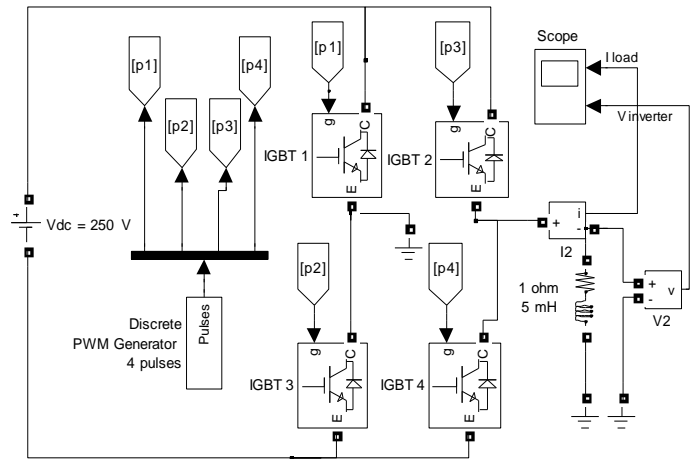 [p1]
[p4]
[p2]
[p3]
[p1]
[p3]
Scope
I load
V inverter
g
C
E
IGBT 1
g
C
E
IGBT 2
+
Vdc = 250 V
+
i
-
I2
[p2]
[p4]
1 ohm
5 mH
+
-
v
V2
Discrete
PWM Generator
4 pulses
Pulses
g
C
E
IGBT 3
g
C
E
IGBT 4